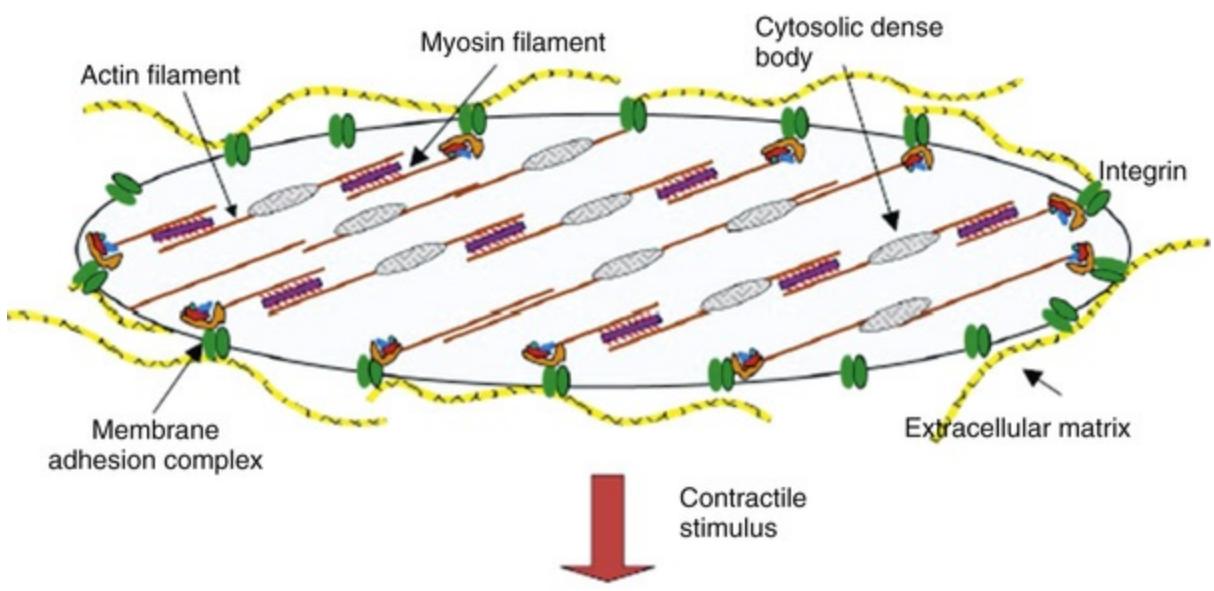 Cytosolic dense
body
Myosin filament
Actin filament
Integrin
Membrane
adhesion complex
Extracellular matrix
Contractile
stimulus